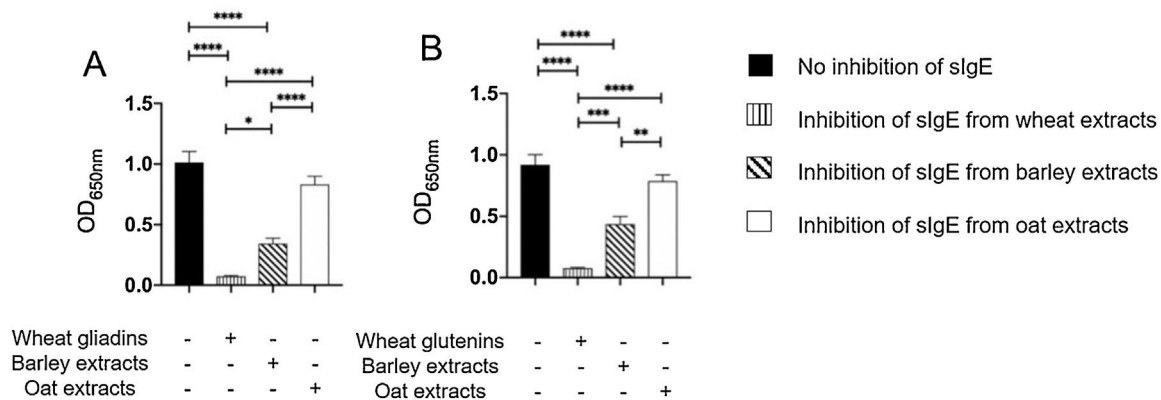 A
****
****
****
****
*
1.5
1.0
0.5
0.0
OD650nm
Wheat gliadins - + - -
Barley extracts - - + -
Oat extracts - - - +
B
****
****
****
***
**
1.5
1.0
0.5
0.0
OD650nm
Wheat glutenins - + - -
Barley extracts - - + -
Oat extracts - - - +
No inhibition of sIgE
Inhibition of sIgE from wheat extracts
Inhibition of sIgE from barley extracts
Inhibition of sIgE from oat extracts